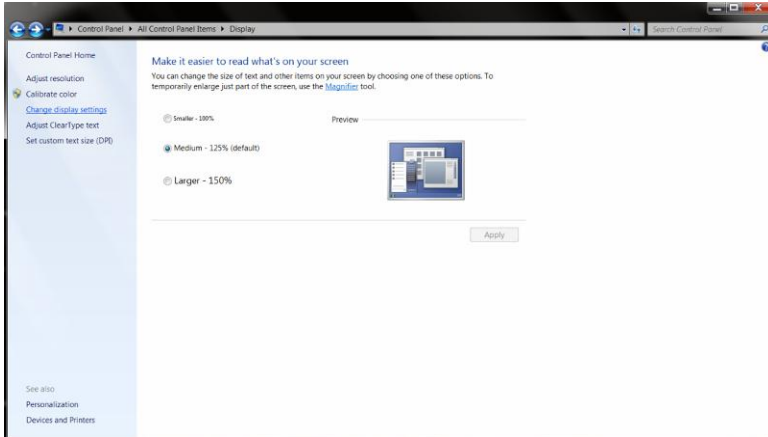 Control Panel ▸ All Control Panel Items ▸ Display
Search Control Panel
Control Panel Home
Adjust resolution
Calibrate color
Change display settings
Adjust ClearType text
Set custom text size (DPI)
Make it easier to read what's on your screen
You can change the size of text and other items on your screen by choosing one of these options. To
temporarily enlarge just part of the screen, use the Magnifier tool.
Smaller - 100%
Preview
Medium - 125% (default)
Larger - 150%
Apply
See also
Personalization
Devices and Printers